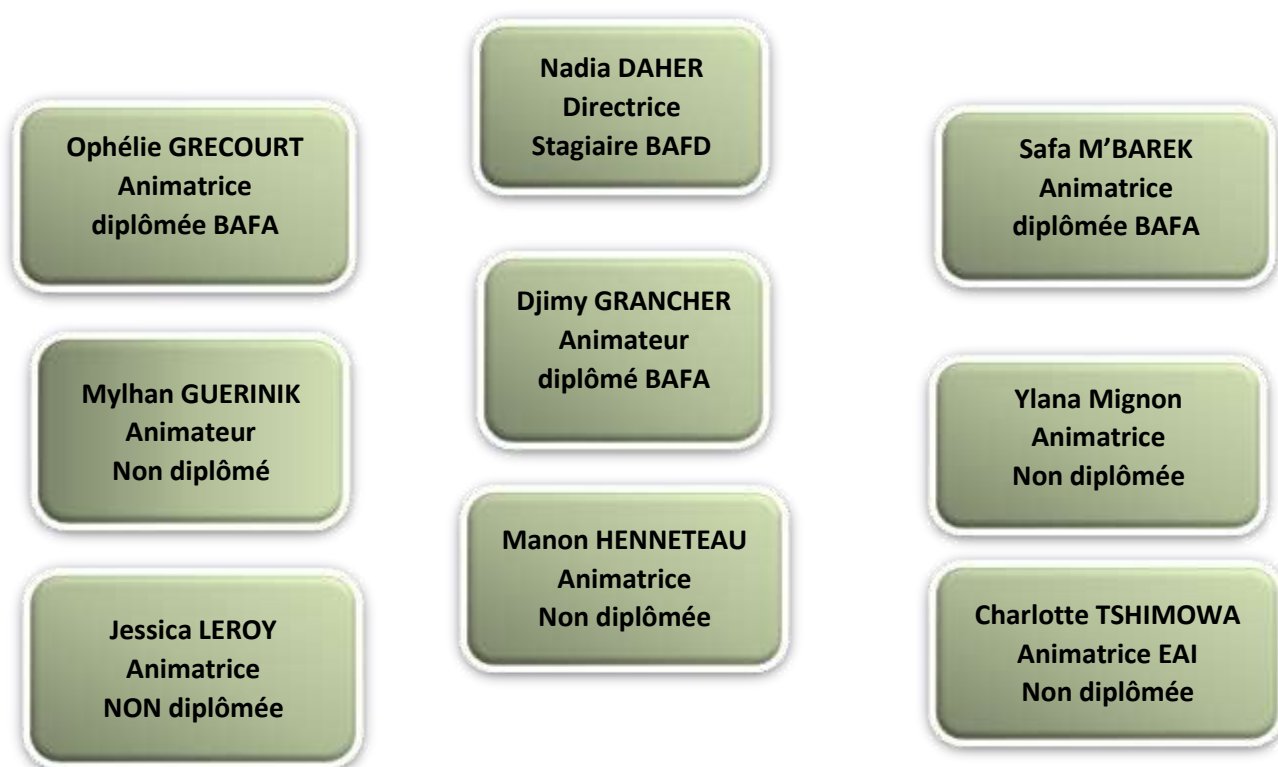 Nadia DAHER
Directrice
Stagiaire BAFD
Ophélie GRECOURT
Animatrice
diplômée BAFA
Safa M’BAREK
Animatrice
diplômée BAFA
Djimy GRANCHER
Animateur
diplômé BAFA
Mylhan GUERINIK
Animateur
Non diplômé
Ylana Mignon
Animatrice
Non diplômée
Manon HENNETEAU
Animatrice
Non diplômée
Jessica LEROY
Animatrice
NON diplômée
Charlotte TSHIMOWA
Animatrice EAI
Non diplômée